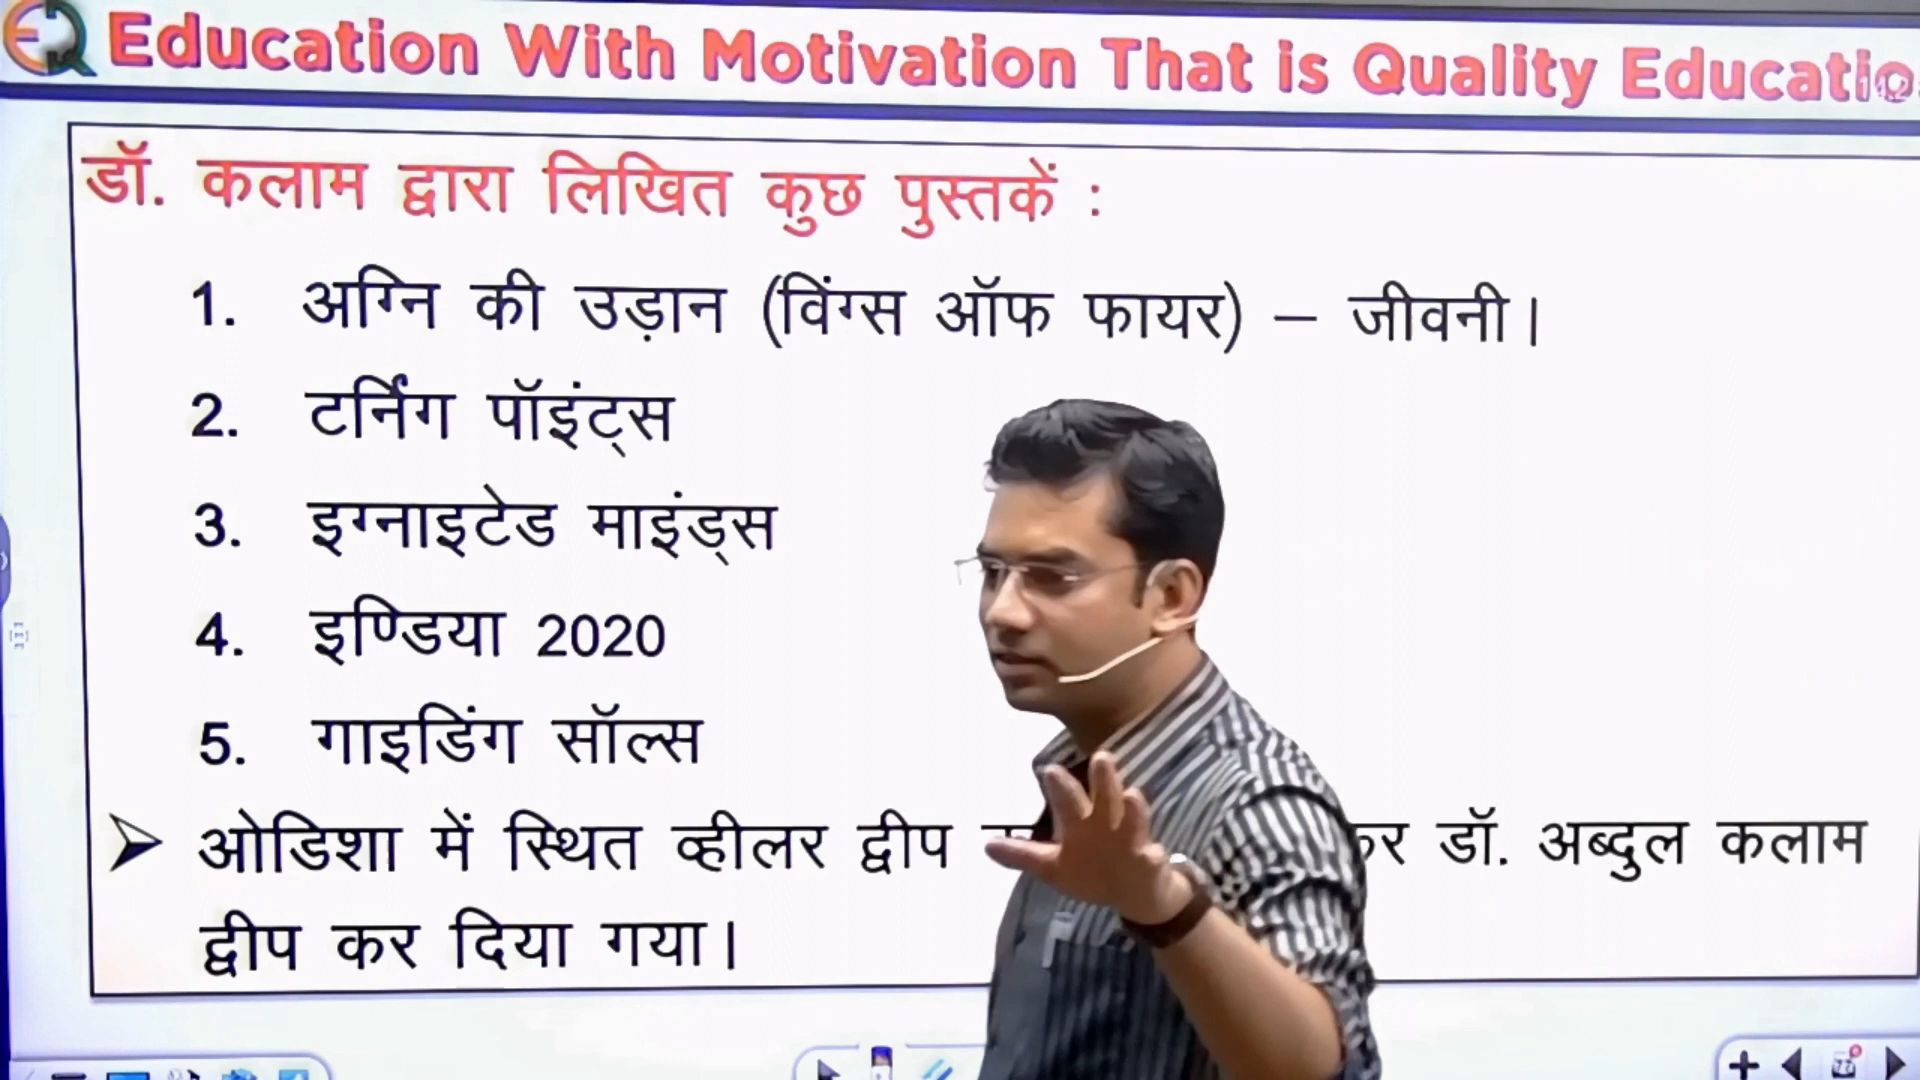 Education With Motivation That is Quality Educatio
डॉ. कलाम द्वारा लिखित कुछ पुस्तकें :
1. अग्नि की उड़ान (विंग्स ऑफ फायर) – जीवनी।
2. टर्निंग पॉइंट्स
3. इग्नाइटेड माइंड्स
4. इण्डिया 2020
5. गाइडिंग सॉल्स
➢ ओडिशा में स्थित व्हीलर द्वीप डॉ. अब्दुल कलाम
द्वीप कर दिया गया।